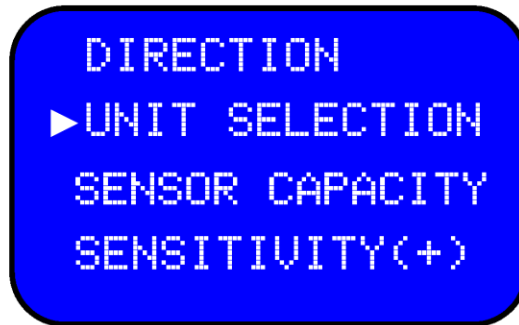 DIRECTION
►UNIT SELECTION
SENSOR CAPACITY
SENSITIVITY(+)